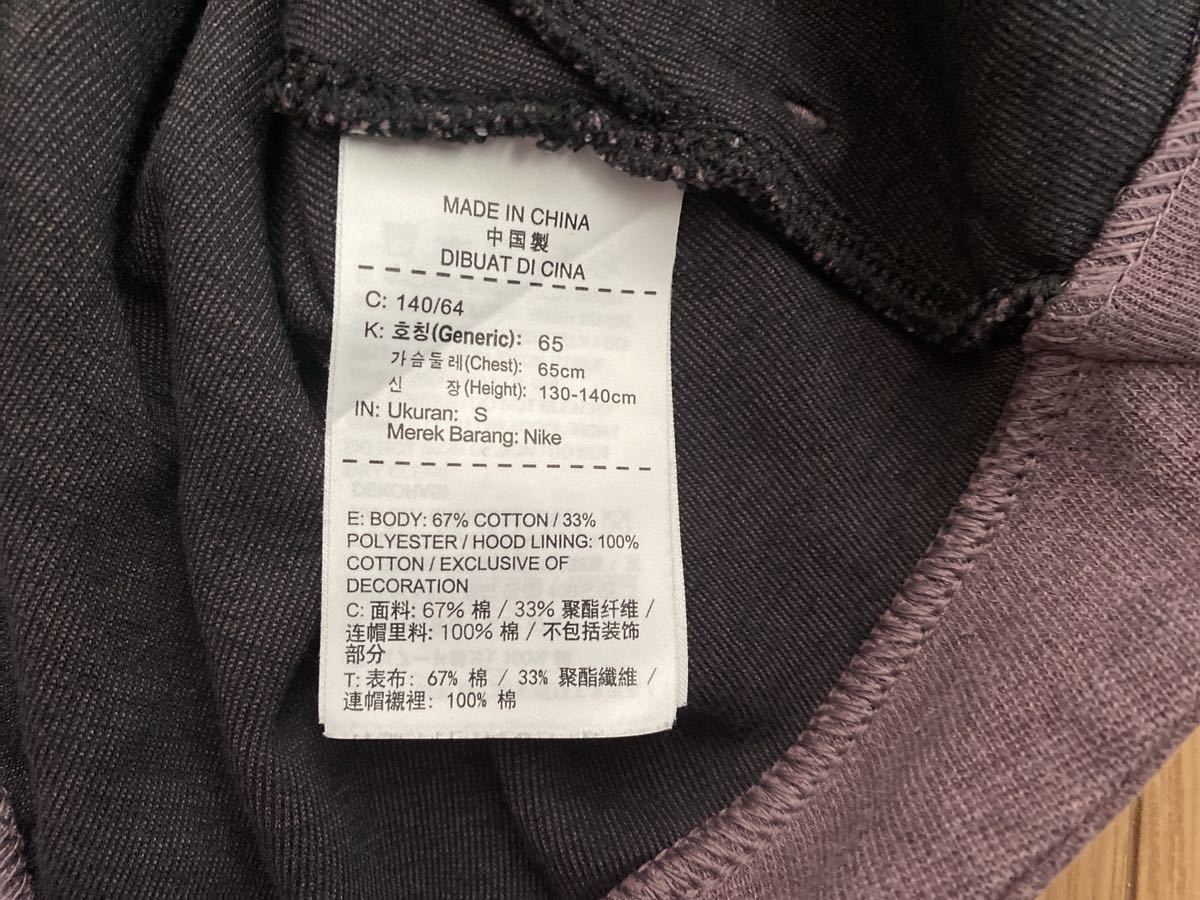 MADE IN CHINA
中国製
DIBUAT DI CINA
C: 140/64
K: 호칭(Generic): 65
가슴둘레(Chest): 65cm
신 장(Height): 130-140cm
IN: Ukuran: S
Merek Barang: Nike
E: BODY: 67% COTTON / 33%
POLYESTER / HOOD LINING: 100%
COTTON / EXCLUSIVE OF
DECORATION
C: 面料: 67% 棉 / 33% 聚酯纤维 /
连帽里料: 100% 棉 / 不包括装饰
部分
T: 表布: 67% 棉 / 33% 聚酯纖維 /
連帽襯裡: 100% 棉